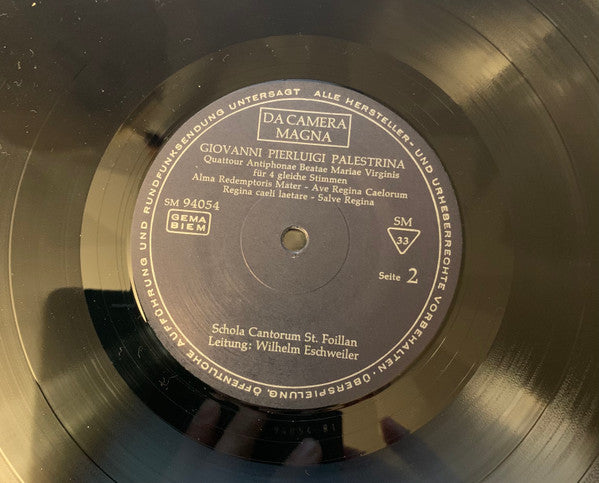 DA CAMERA
MAGNA
GIOVANNI PIERLUIGI PALESTRINA
Quattour Antiphonae Beatae Mariae Virginis
für 4 gleiche Stimmen
Alma Redemptoris Mater - Ave Regina Caelorum
Regina caeli laetare - Salve Regina
SM 94054
GEMA
BIEM
SM
33
Seite 2
Schola Cantorum St. Foillan
Leitung: Wilhelm Eschweiler
ALLE HERSTELLER- UND URHEBERRECHTE VORBEHALTEN · ÜBERSPIELUNG, ÖFFENTLICHE AUFFÜHRUNG UND RUNDFUNKSENDUNG UNTERSAGT